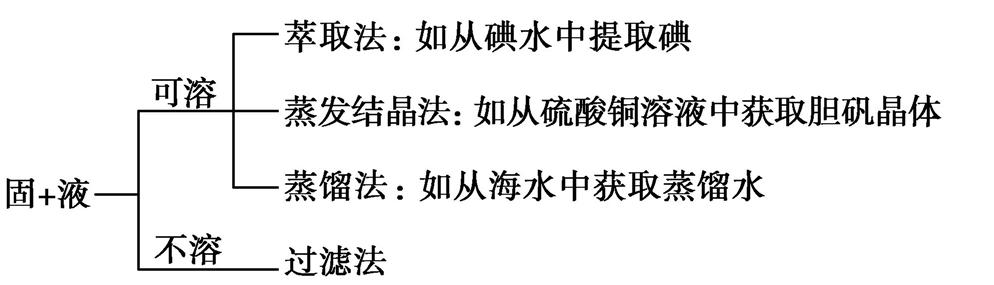 萃取法：如从碘水中提取碘
可溶
蒸发结晶法：如从硫酸铜溶液中获取胆矾晶体
固+液
蒸馏法：如从海水中获取蒸馏水
不溶
过滤法